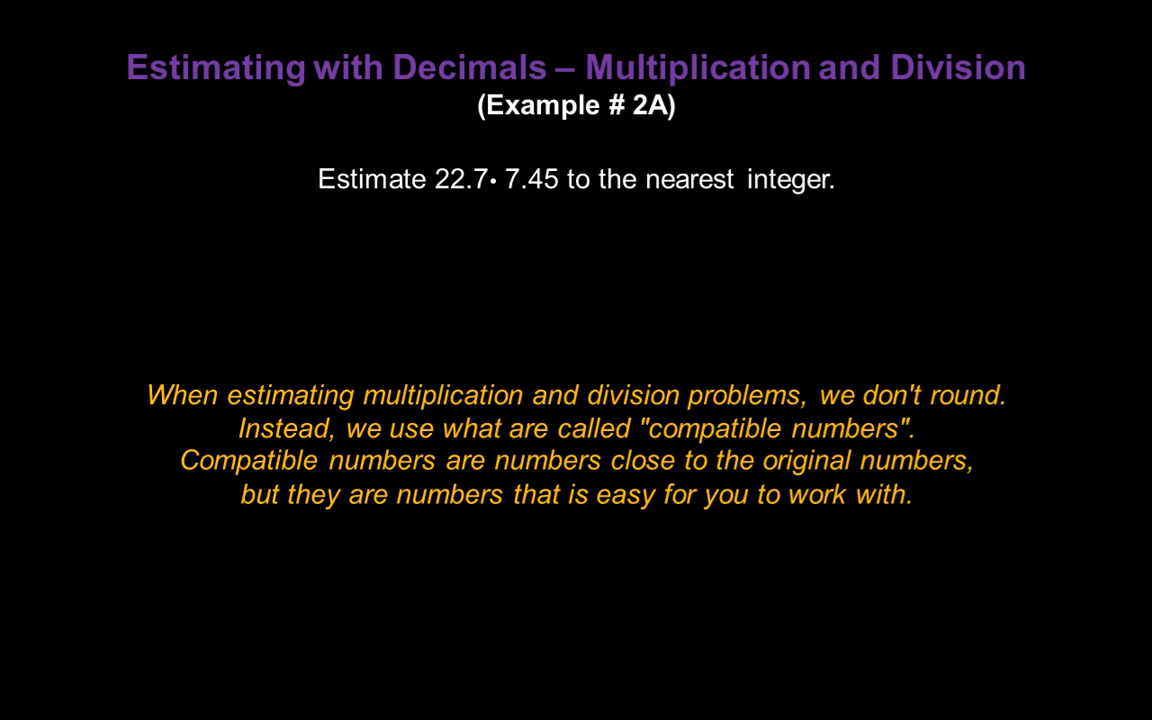 Estimating with Decimals – Multiplication and Division
(Example # 2A)
Estimate 22.7• 7.45 to the nearest integer.
When estimating multiplication and division problems, we don't round.
Instead, we use what are called "compatible numbers".
Compatible numbers are numbers close to the original numbers,
but they are numbers that is easy for you to work with.